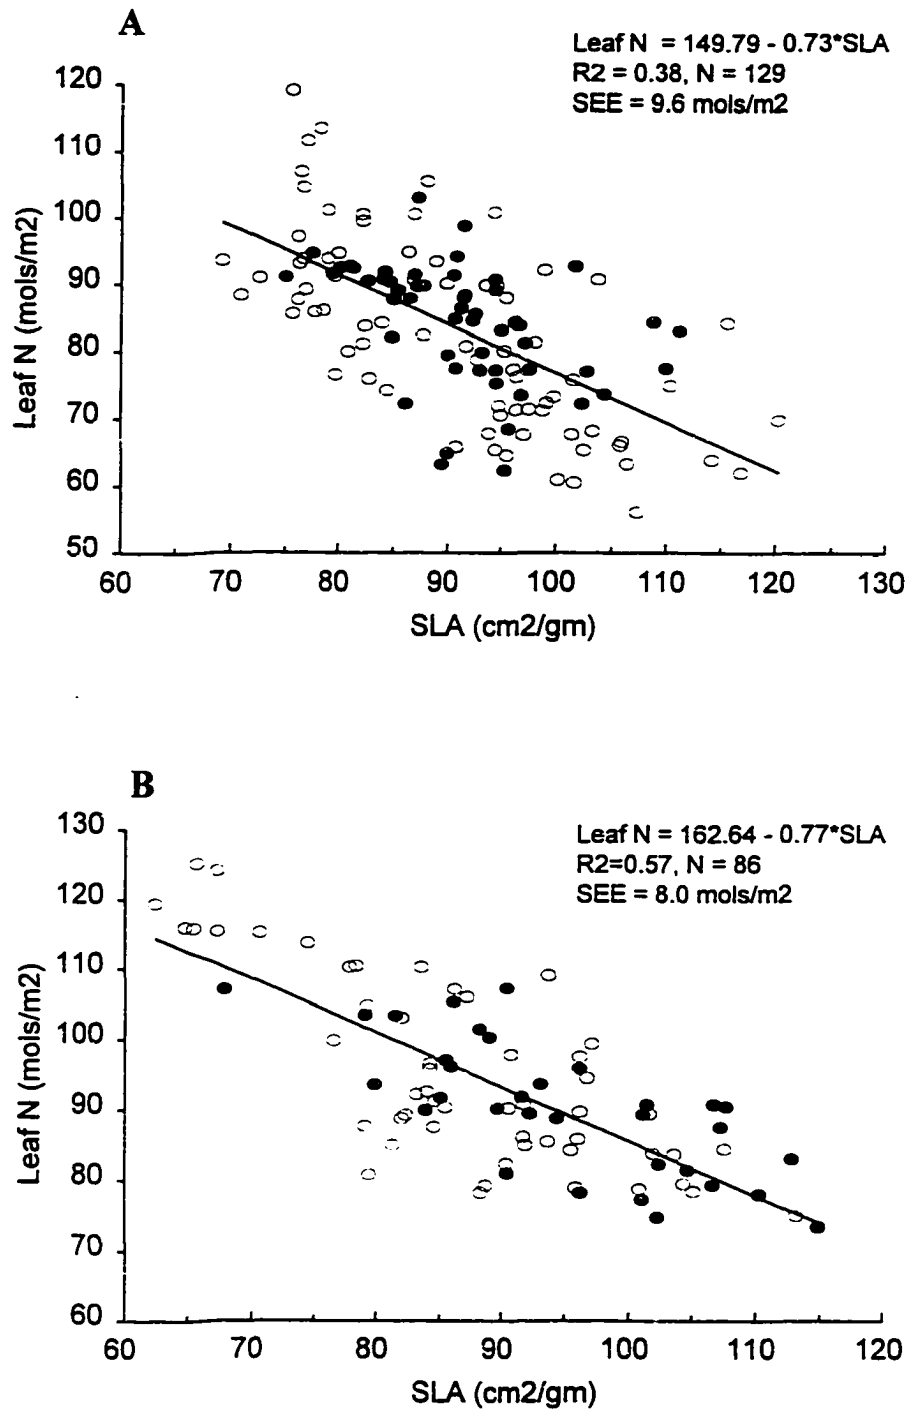 A
Leaf N = 149.79 - 0.73*SLA
R2 = 0.38, N = 129
SEE = 9.6 mols/m2
120
110
100
90
80
70
60
50
Leaf N (mols/m2)
60 70 80 90 100 110 120 130
SLA (cm2/gm)
B
Leaf N = 162.64 - 0.77*SLA
R2=0.57, N = 86
SEE = 8.0 mols/m2
130
120
110
100
90
80
70
60
Leaf N (mols/m2)
60 70 80 90 100 110 120
SLA (cm2/gm)